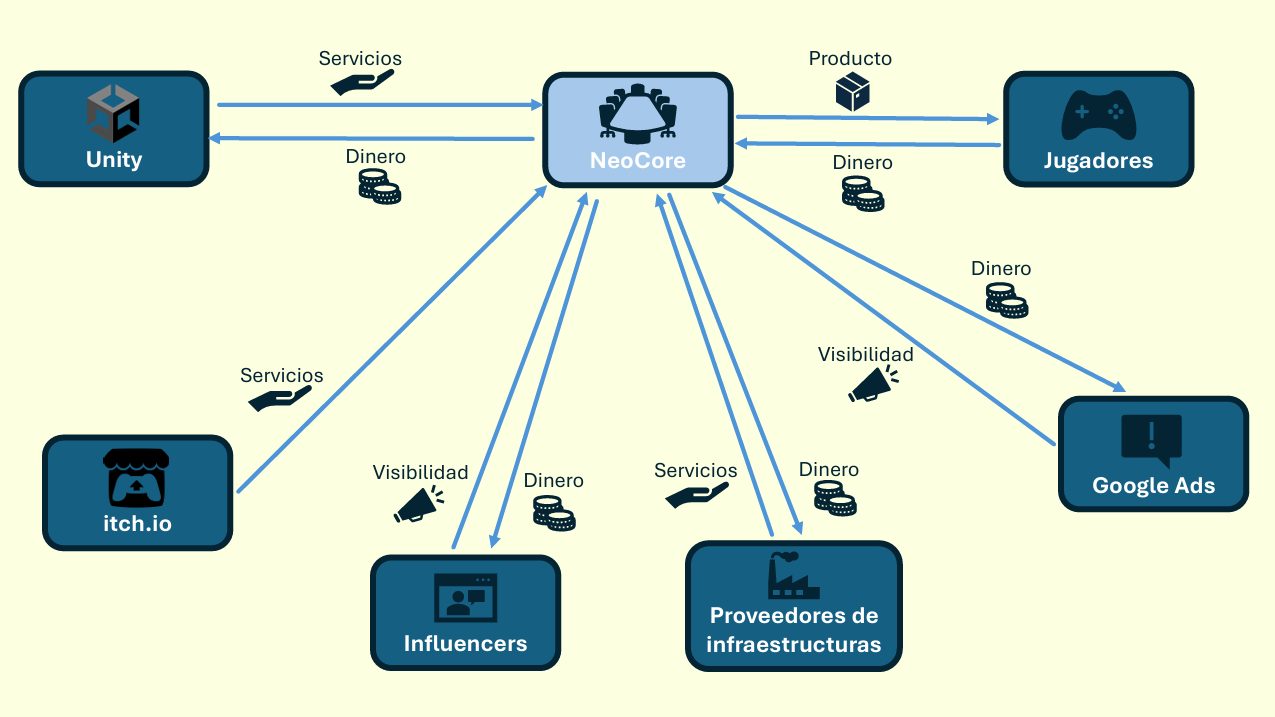 Servicios
Producto
Unity
NeoCore
Jugadores
Dinero
Dinero
Dinero
Visibilidad
Servicios
Visibilidad
Dinero
Servicios
Dinero
Google Ads
itch.io
Influencers
Proveedores de
infraestructuras